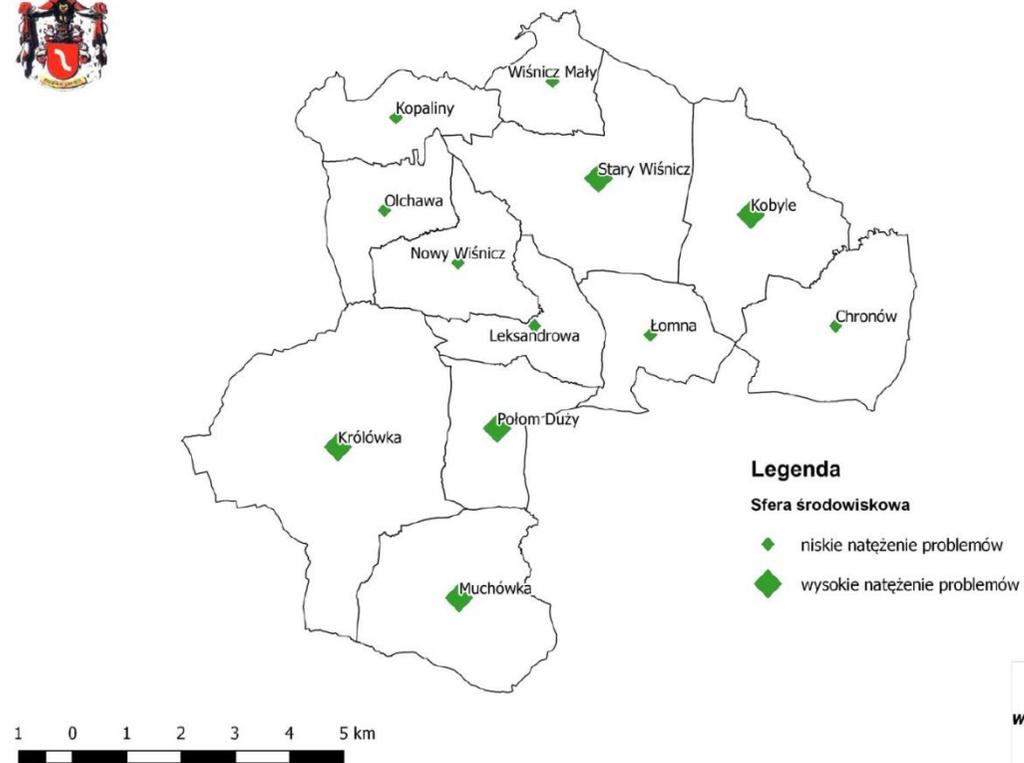 Wiśnicz Mały
Kopaliny
Stary Wiśnicz
Olchawa
Kobyle
Nowy Wiśnicz
Chronów
Łomna
Leksandrowa
Połom Duży
Królówka
Muchówka
Legenda
Sfera środowiskowa
niskie natężenie problemów
wysokie natężenie problemów
1 0 1 2 3 4 5 km
w